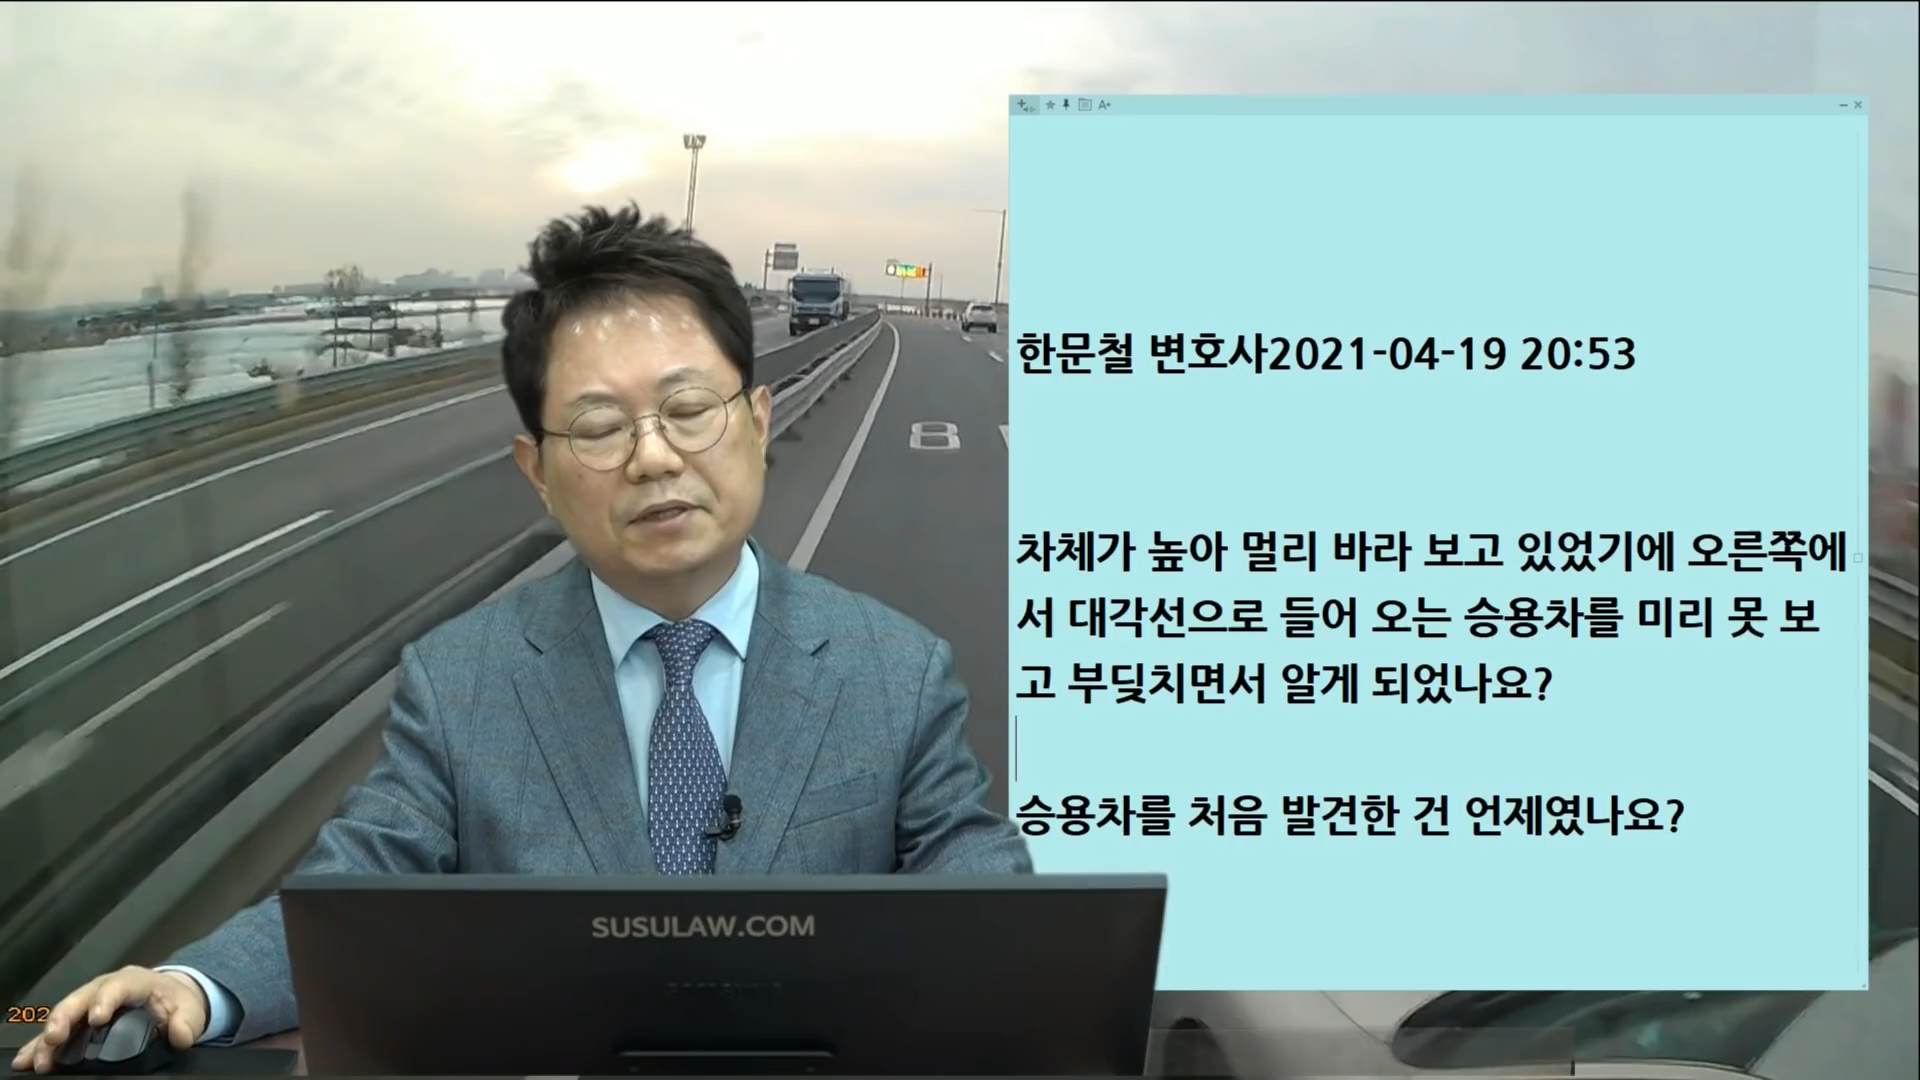 한문철 변호사2021-04-19 20:53
차체가 높아 멀리 바라 보고 있었기에 오른쪽에
서 대각선으로 들어 오는 승용차를 미리 못 보
고 부딪치면서 알게 되었나요?
승용차를 처음 발견한 건 언제였나요?
8
SUSULAW.COM
202